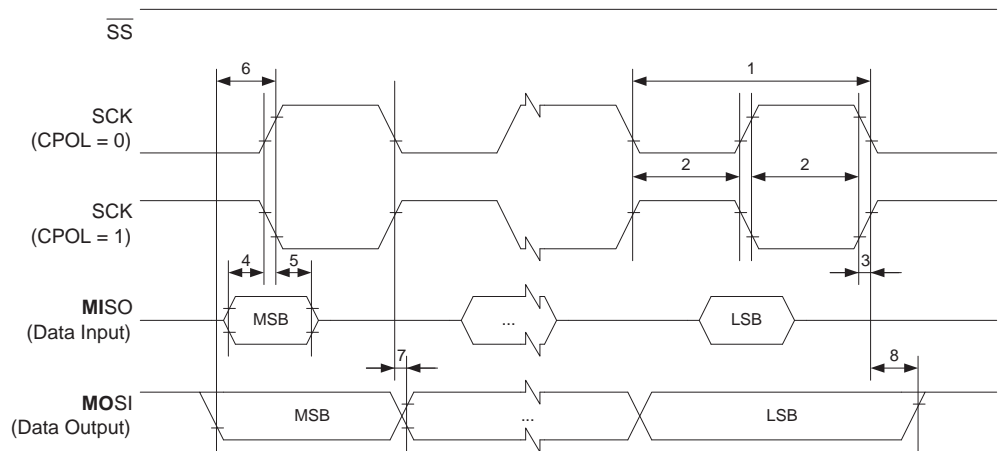 SS
6
1
SCK
(CPOL = 0)
2
2
SCK
(CPOL = 1)
4
5
3
MISO
(Data Input)
MSB
...
LSB
7
8
MOSI
(Data Output)
MSB
...
LSB